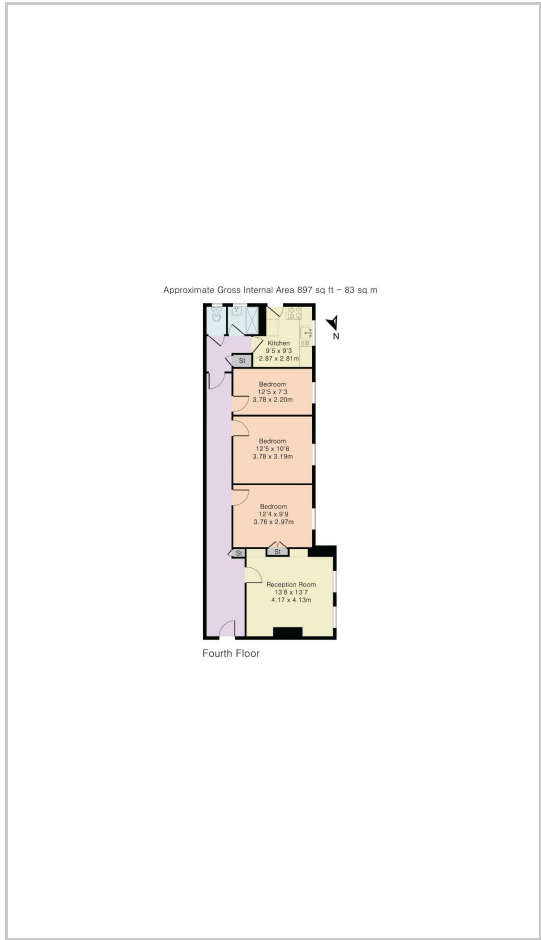 Approximate Gross Internal Area 897 sq ft - 83 sq m
N
Kitchen
9'5 x 9'3
2.87 x 2.81m
St
Bedroom
12'5 x 7'3
3.78 x 2.20m
Bedroom
12'5 x 10'6
3.78 x 3.19m
Bedroom
12'4 x 9'9
3.76 x 2.97m
St
St
Reception Room
13'8 x 13'7
4.17 x 4.13m
Fourth Floor